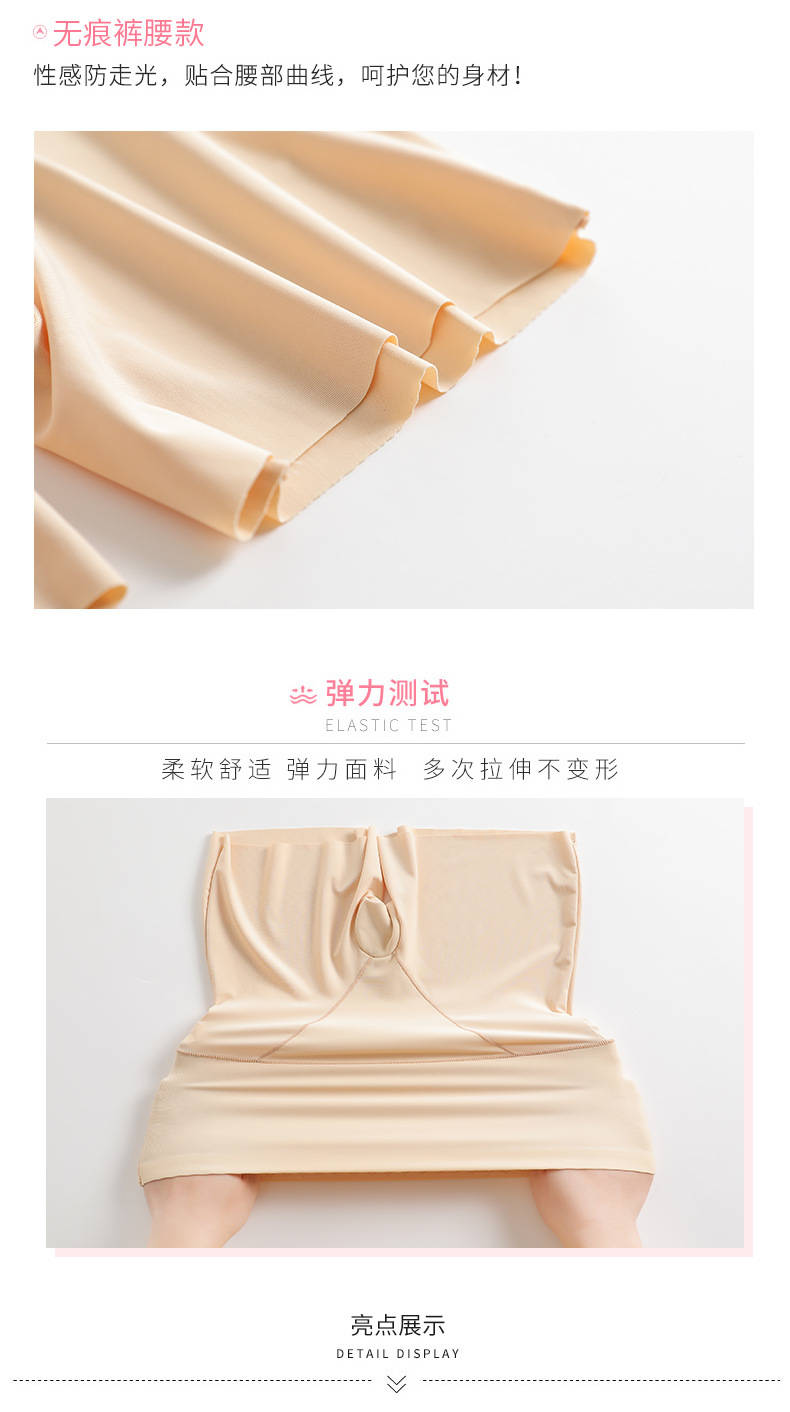 无痕裤腰款
性感防走光，贴合腰部曲线，呵护您的身材！
弹力测试
ELASTIC TEST
柔软舒适 弹力面料 多次拉伸不变形
亮点展示
DETAIL DISPLAY